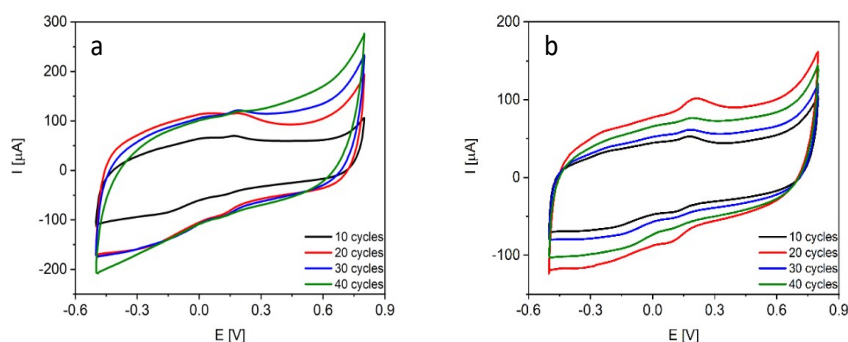 a
300
200
100
0
-100
-200
I [µA]
-0.6 -0.3 0.0 0.3 0.6 0.9
E [V]
10 cycles
20 cycles
30 cycles
40 cycles
b
200
100
0
-100
I [µA]
-0.6 -0.3 0.0 0.3 0.6 0.9
E [V]
10 cycles
20 cycles
30 cycles
40 cycles